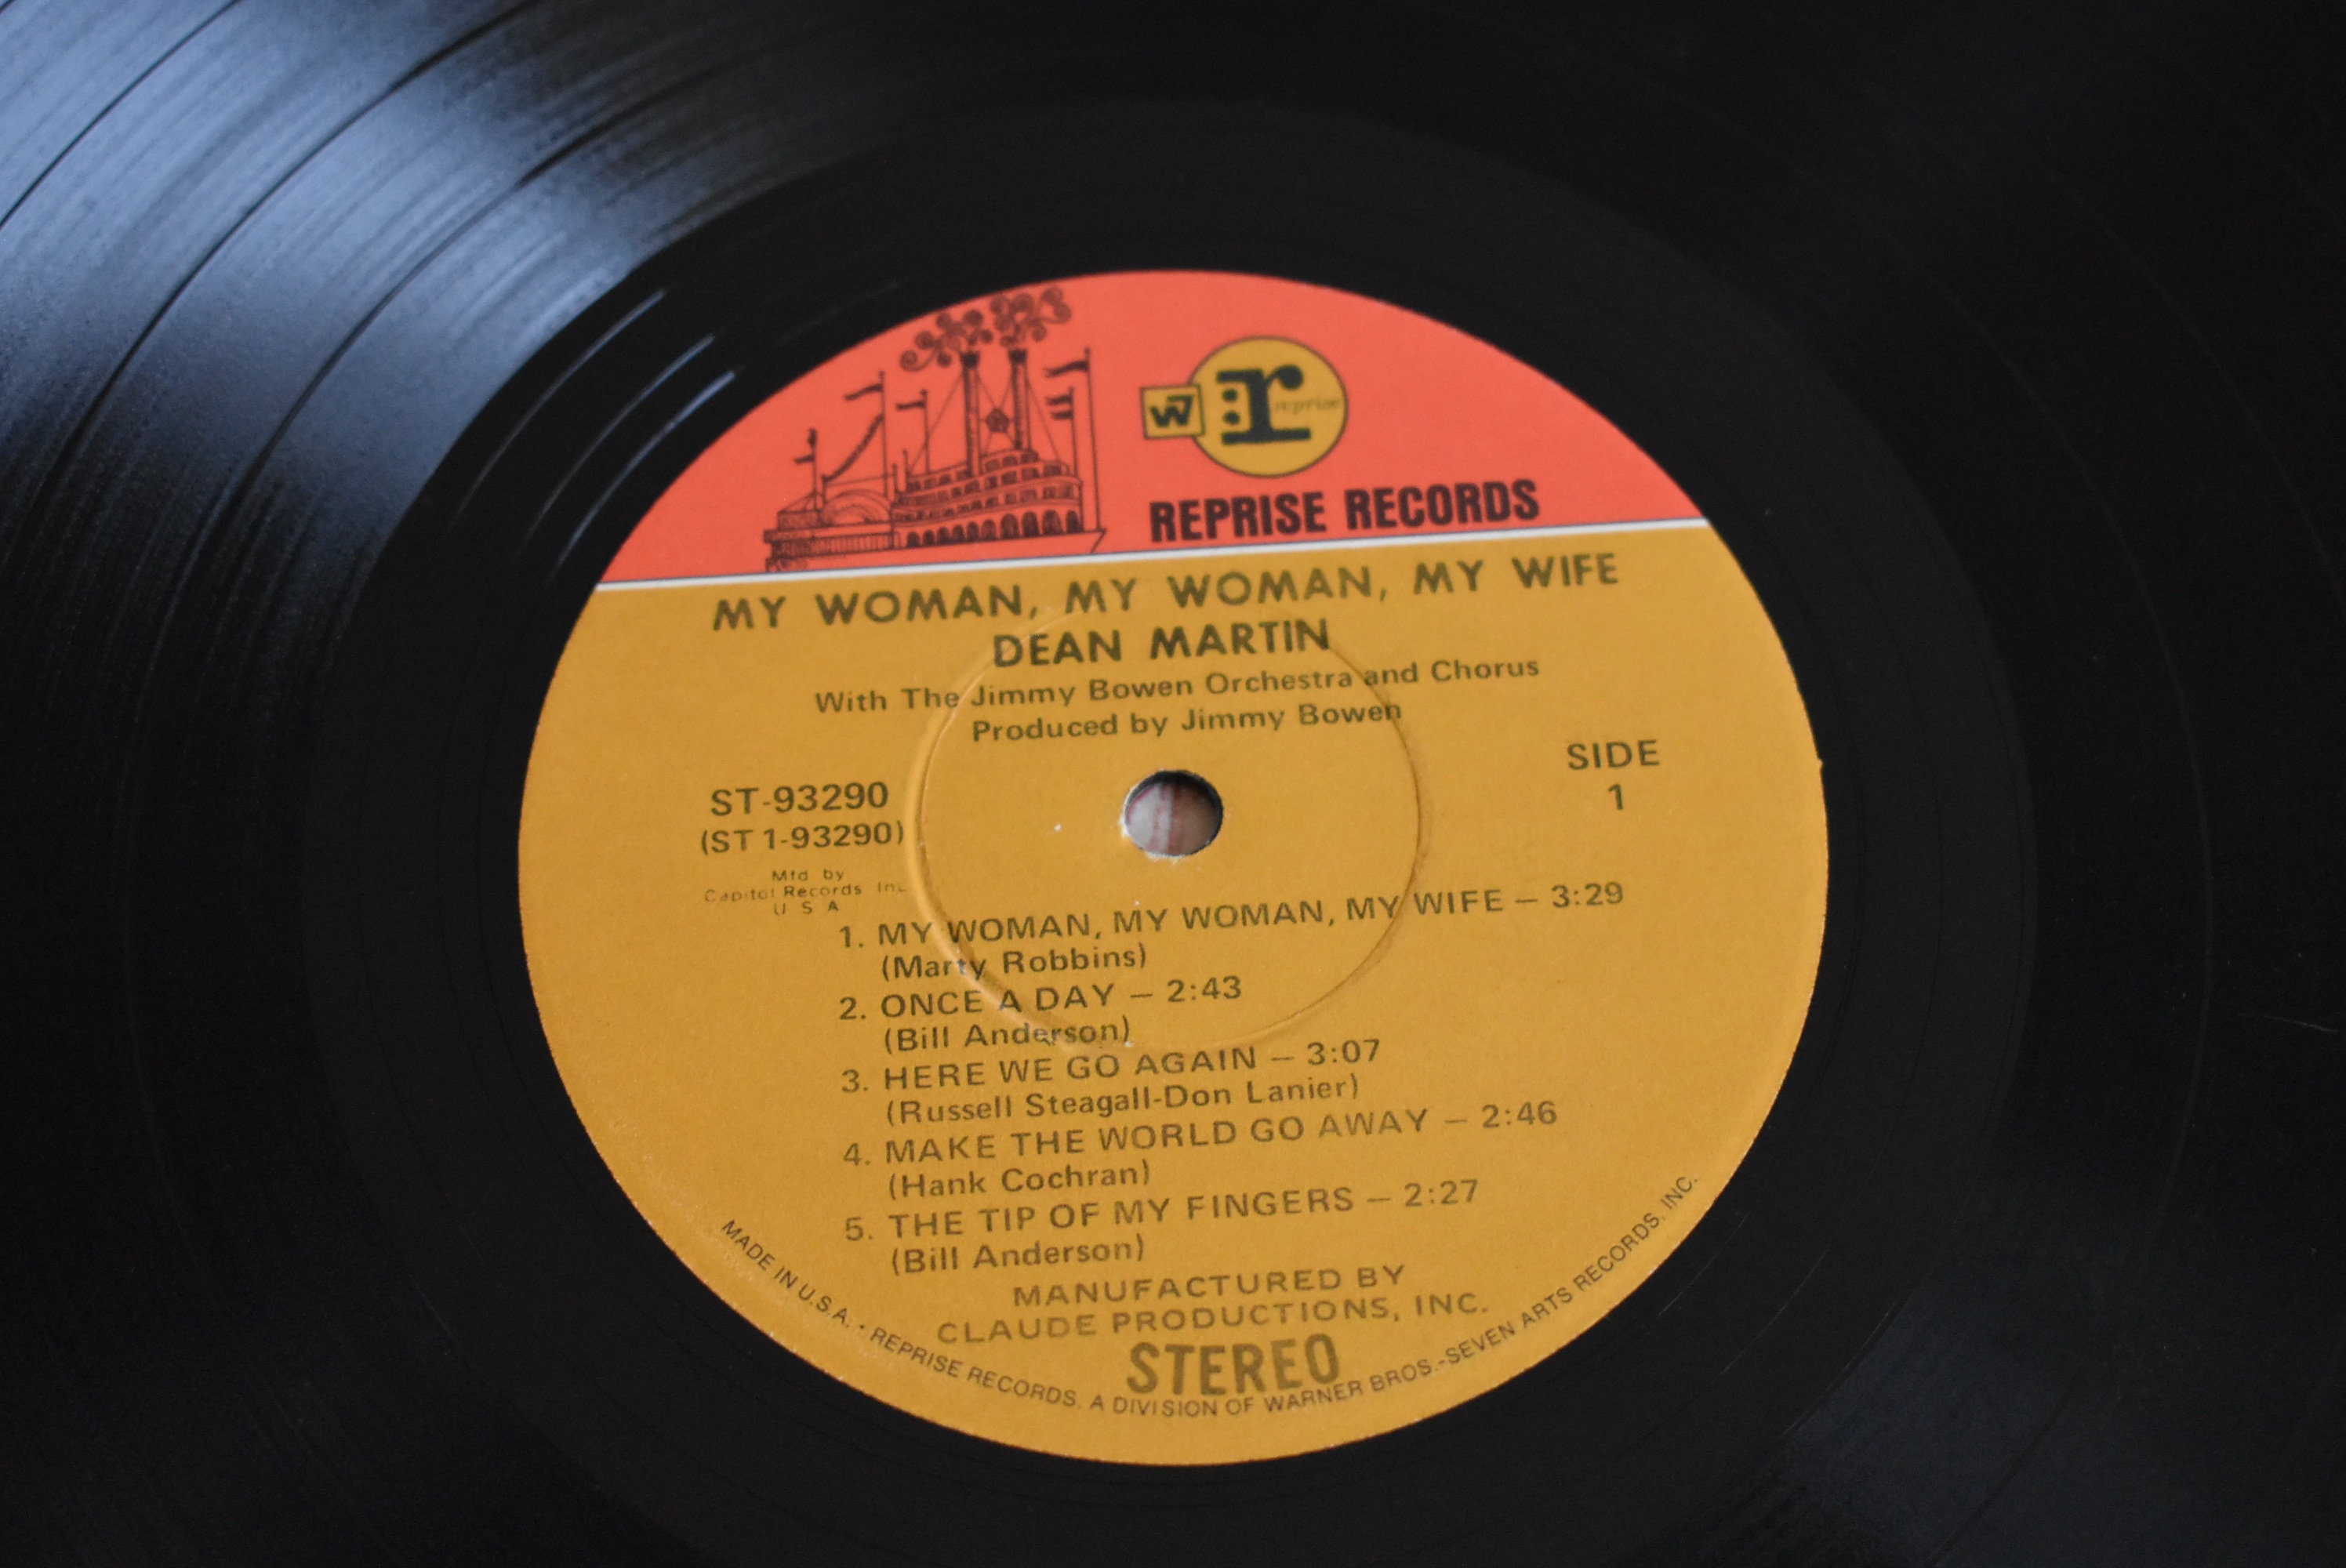 W7 r: reprise
REPRISE RECORDS
MY WOMAN, MY WOMAN, MY WIFE
DEAN MARTIN
With The Jimmy Bowen Orchestra and Chorus
Produced by Jimmy Bowen
SIDE
1
ST-93290
(ST 1-93290)
Mfd by
Capitol Records Inc
U S A
1. MY WOMAN, MY WOMAN, MY WIFE — 3:29
(Marty Robbins)
2. ONCE A DAY — 2:43
(Bill Anderson)
3. HERE WE GO AGAIN — 3:07
(Russell Steagall-Don Lanier)
4. MAKE THE WORLD GO AWAY — 2:46
(Hank Cochran)
5. THE TIP OF MY FINGERS — 2:27
(Bill Anderson)
MANUFACTURED BY
CLAUDE PRODUCTIONS, INC.
STEREO
MADE IN U.S.A. · REPRISE RECORDS, A DIVISION OF WARNER BROS.-SEVEN ARTS RECORDS, INC.